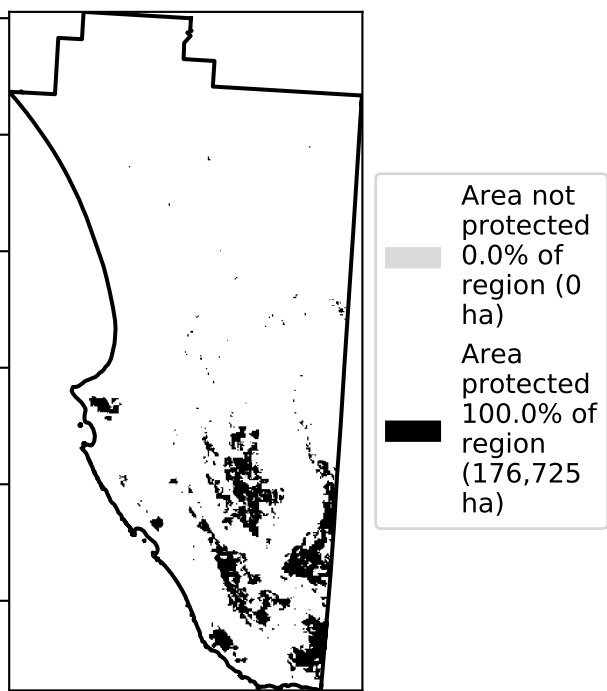 Area not
protected
0.0% of
region (0
ha)
Area
protected
100.0% of
region
(176,725
ha)